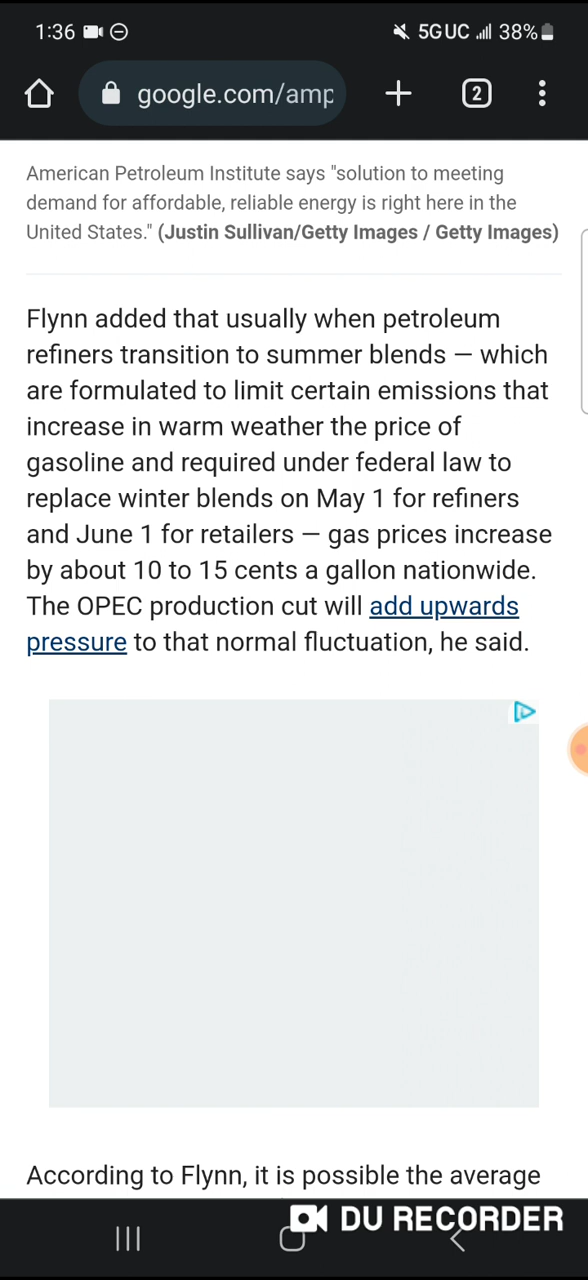 1:36 5GUC 38%
google.com/amp 2
American Petroleum Institute says "solution to meeting
demand for affordable, reliable energy is right here in the
United States." (Justin Sullivan/Getty Images / Getty Images)
Flynn added that usually when petroleum
refiners transition to summer blends — which
are formulated to limit certain emissions that
increase in warm weather the price of
gasoline and required under federal law to
replace winter blends on May 1 for refiners
and June 1 for retailers — gas prices increase
by about 10 to 15 cents a gallon nationwide.
The OPEC production cut will add upwards
pressure to that normal fluctuation, he said.
According to Flynn, it is possible the average
DU RECORDER